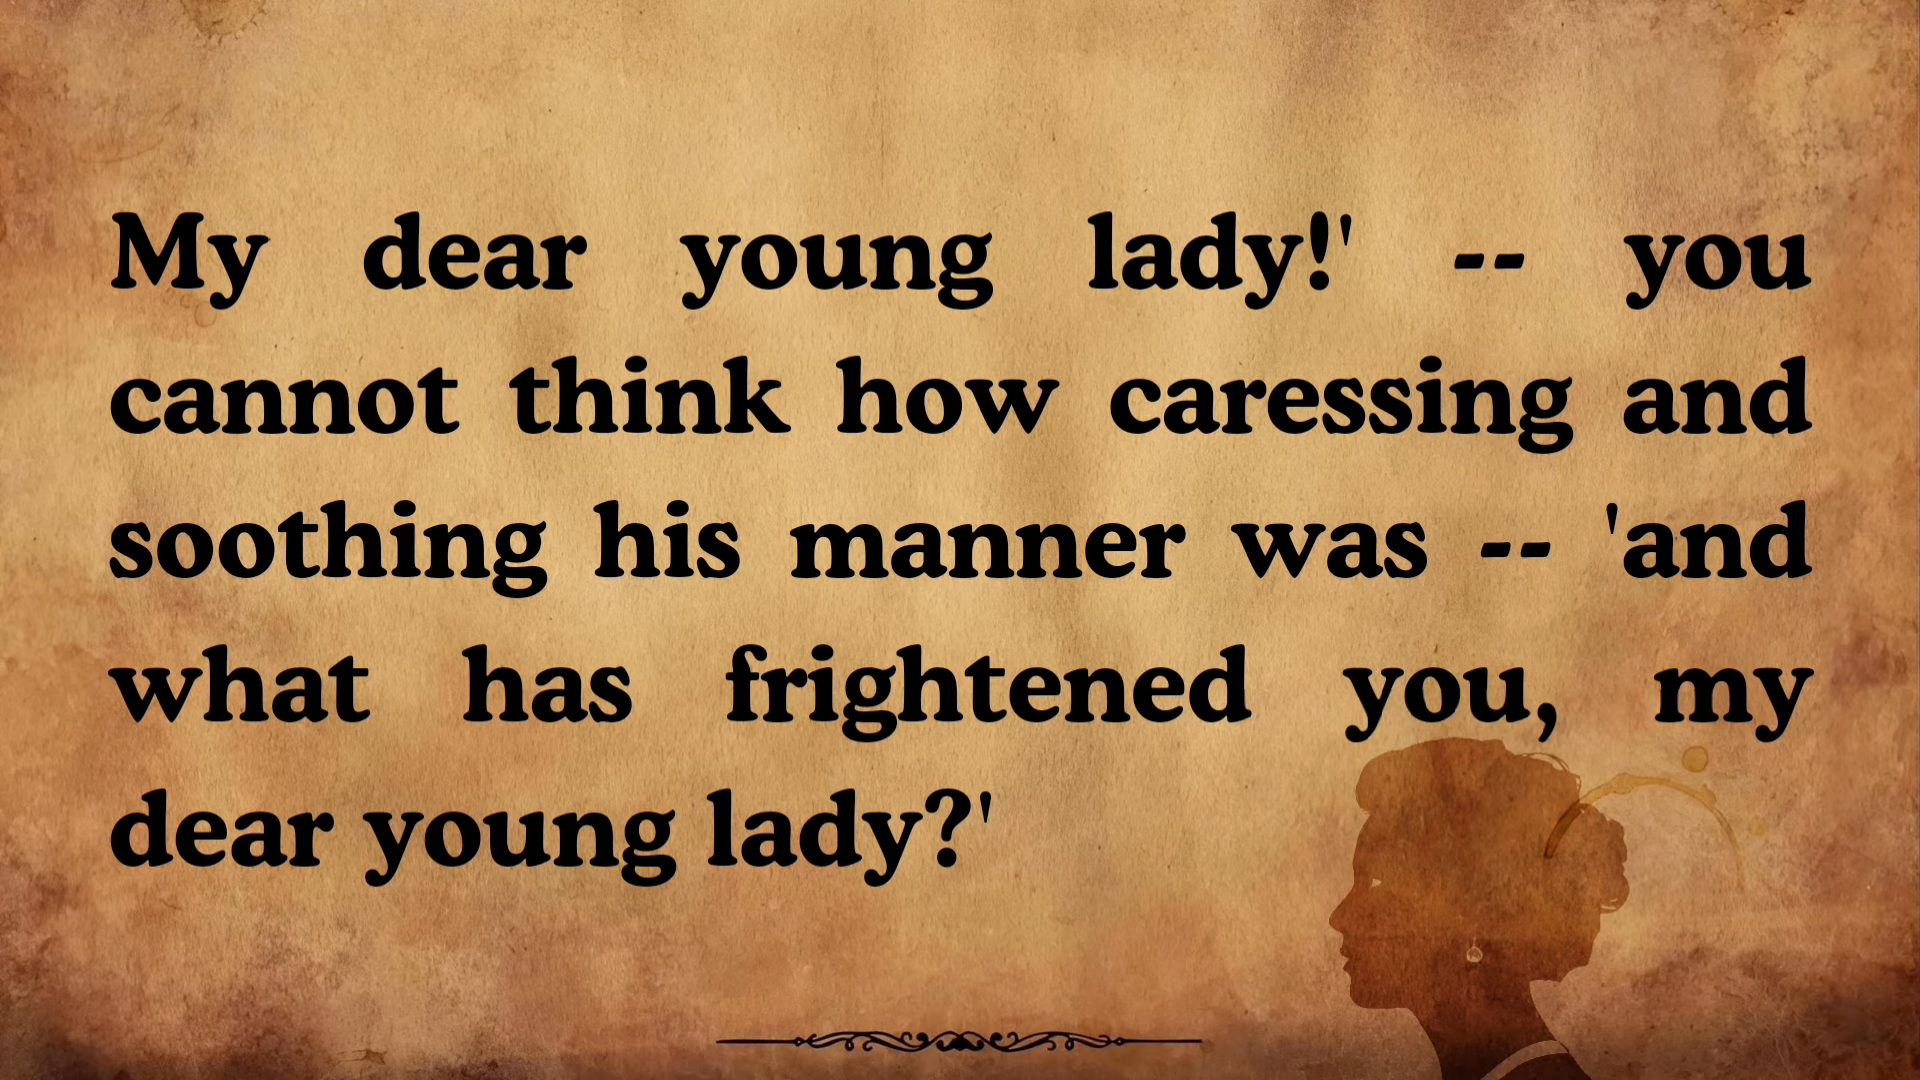 My dear young lady!' -- you
cannot think how caressing and
soothing his manner was -- 'and
what has frightened you, my
dear young lady?'